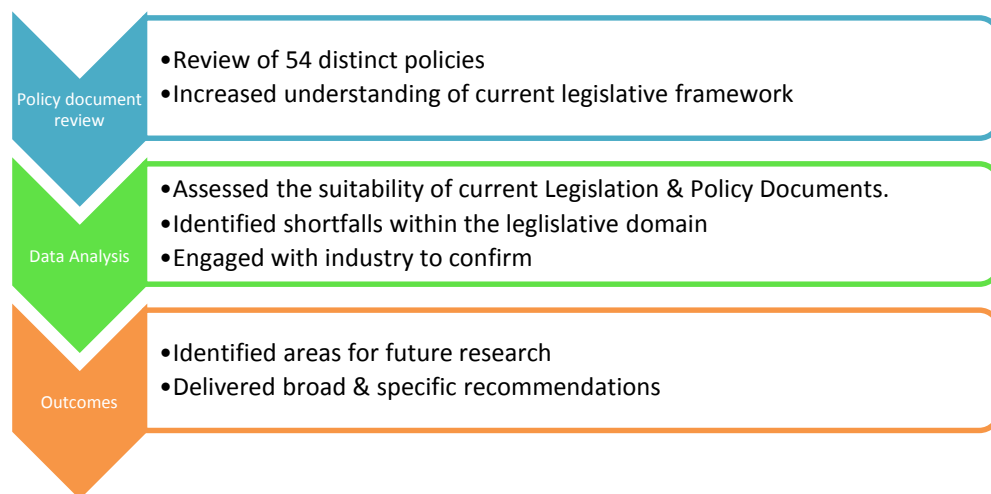 Policy document
review
•Review of 54 distinct policies
•Increased understanding of current legislative framework
Data Analysis
•Assessed the suitability of current Legislation & Policy Documents.
•Identified shortfalls within the leglislative domain
•Engaged with industry to confirm
Outcomes
•Identified areas for future research
•Delivered broad & specific recommendations